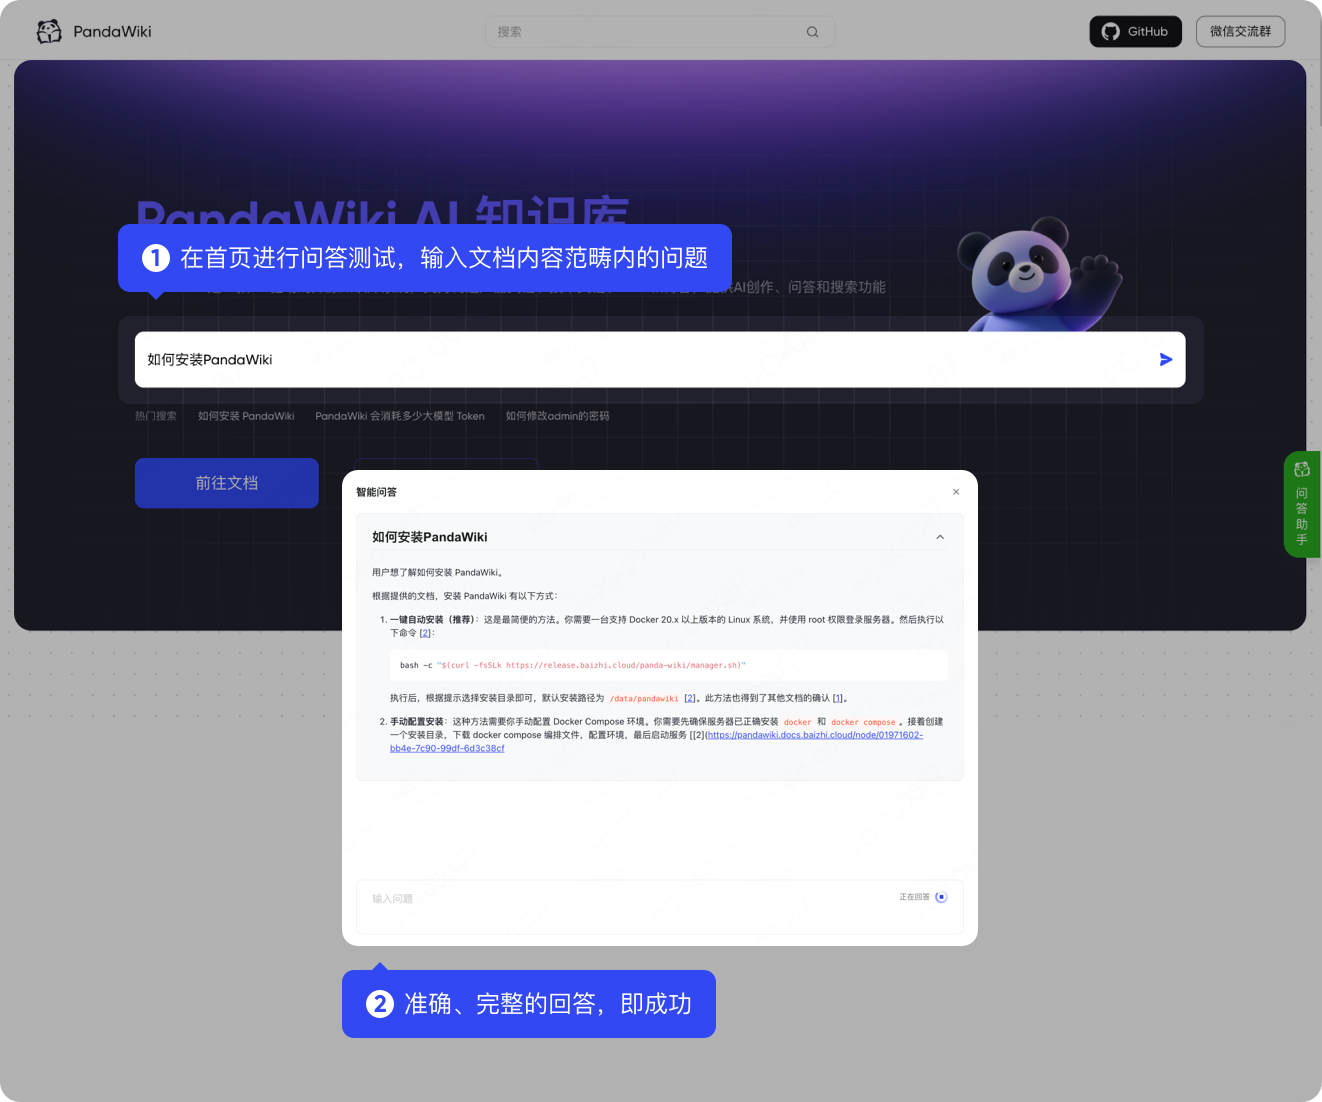 PandaWiki
搜索
GitHub
微信交流群
PandaWiki AI 知识库
1 在首页进行问答测试，输入文档内容范畴内的问题
AI创作、问答和搜索功能
如何安装PandaWiki
热门搜索 如何安装 PandaWiki PandaWiki 会消耗多少大模型 Token 如何修改admin的密码
前往文档
问答助手
智能问答
如何安装PandaWiki
用户想了解如何安装 PandaWiki。
根据提供的文档，安装 PandaWiki 有以下方式：
1. 一键自动安装（推荐）：这是最简便的方法。你需要一台支持 Docker 20.x 以上版本的 Linux 系统，并使用 root 权限登录服务器。然后执行以
下命令 [2]：
bash -c "$(curl -fsSLk https://release.baizhi.cloud/panda-wiki/manager.sh)"
执行后，根据提示选择安装目录即可，默认安装路径为 /data/pandawiki [2]。此方法也得到了其他文档的确认 [1]。
2. 手动配置安装：这种方法需要你手动配置 Docker Compose 环境。你需要先确保服务器已正确安装 docker 和 docker compose 。接着创建
一个安装目录，下载 docker compose 编排文件，配置环境，最后启动服务 [[2](https://pandawiki.docs.baizhi.cloud/node/01971602-
bb4e-7c90-99df-6d3c38cf
输入问题
正在回答
2 准确、完整的回答，即成功